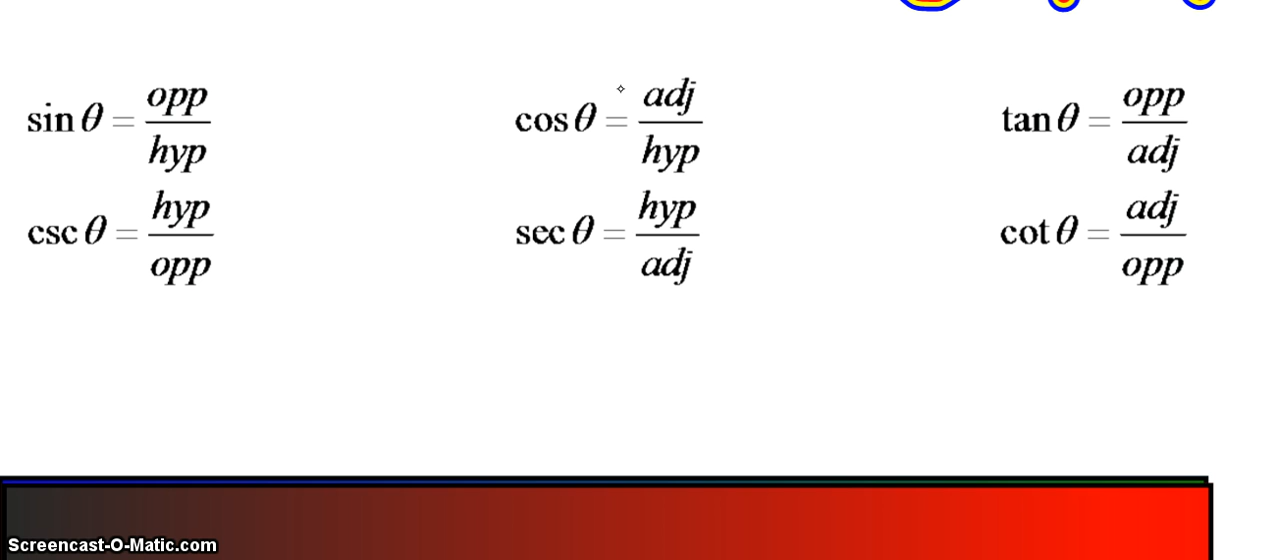 sin θ = opp/hyp cos θ = adj/hyp tan θ = opp/adj
csc θ = hyp/opp sec θ = hyp/adj cot θ = adj/opp
Screencast-O-Matic.com